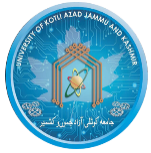 UNIVERSITY OF KOTLI AZAD JAMMU AND KASHMIR
جامعہ کوٹلی آزاد جموں و کشمیر